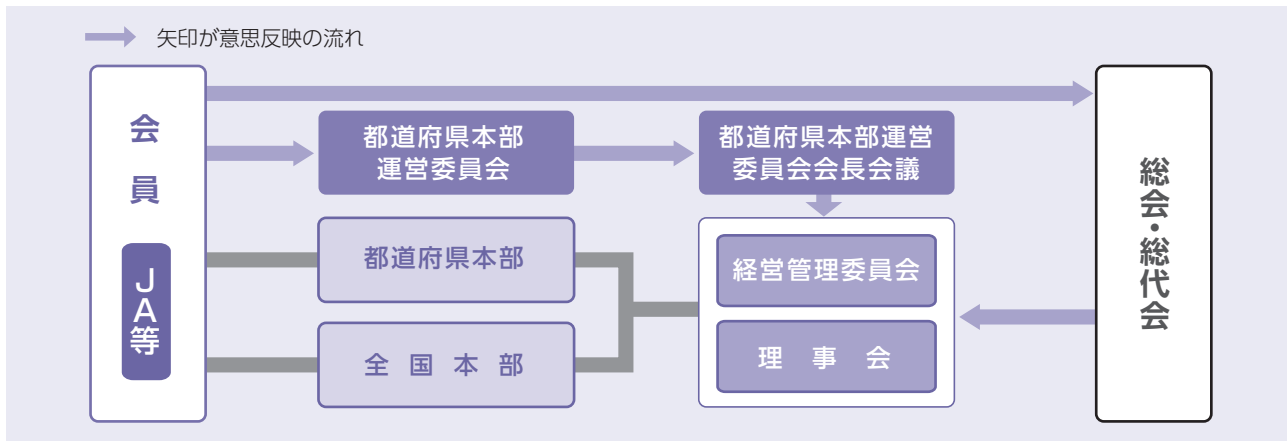 矢印が意思反映の流れ
会員
JA等
都道府県本部
運営委員会
都道府県本部運営
委員会会長会議
都道府県本部
全国本部
経営管理委員会
理事会
総会・総代会